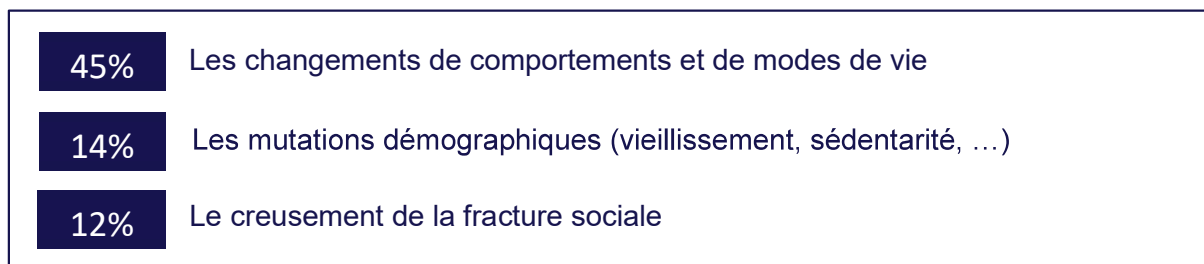 45% Les changements de comportements et de modes de vie
14% Les mutations démographiques (vieillissement, sédentarité, …)
12% Le creusement de la fracture sociale